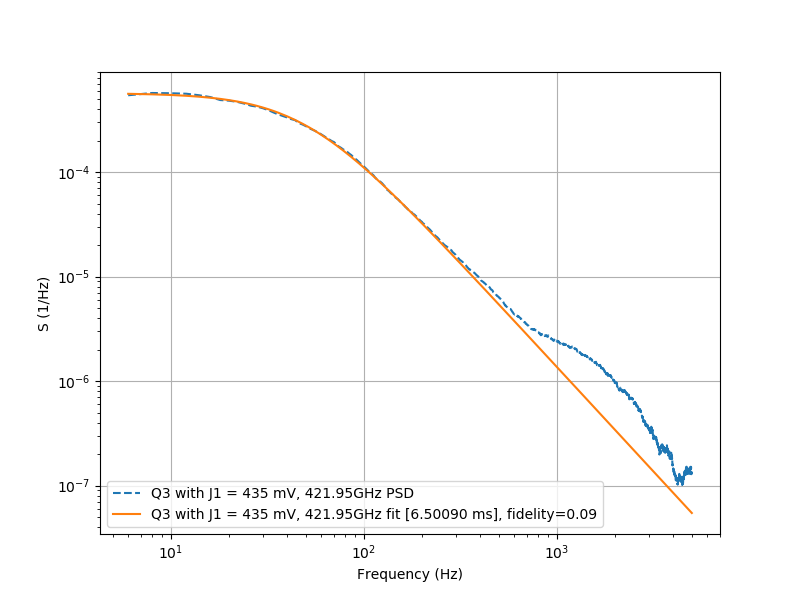 10⁻⁴
10⁻⁵
10⁻⁶
10⁻⁷
S (1/Hz)
Q3 with J1 = 435 mV, 421.95GHz PSD
Q3 with J1 = 435 mV, 421.95GHz fit [6.50090 ms], fidelity=0.09
10¹ 10² 10³
Frequency (Hz)